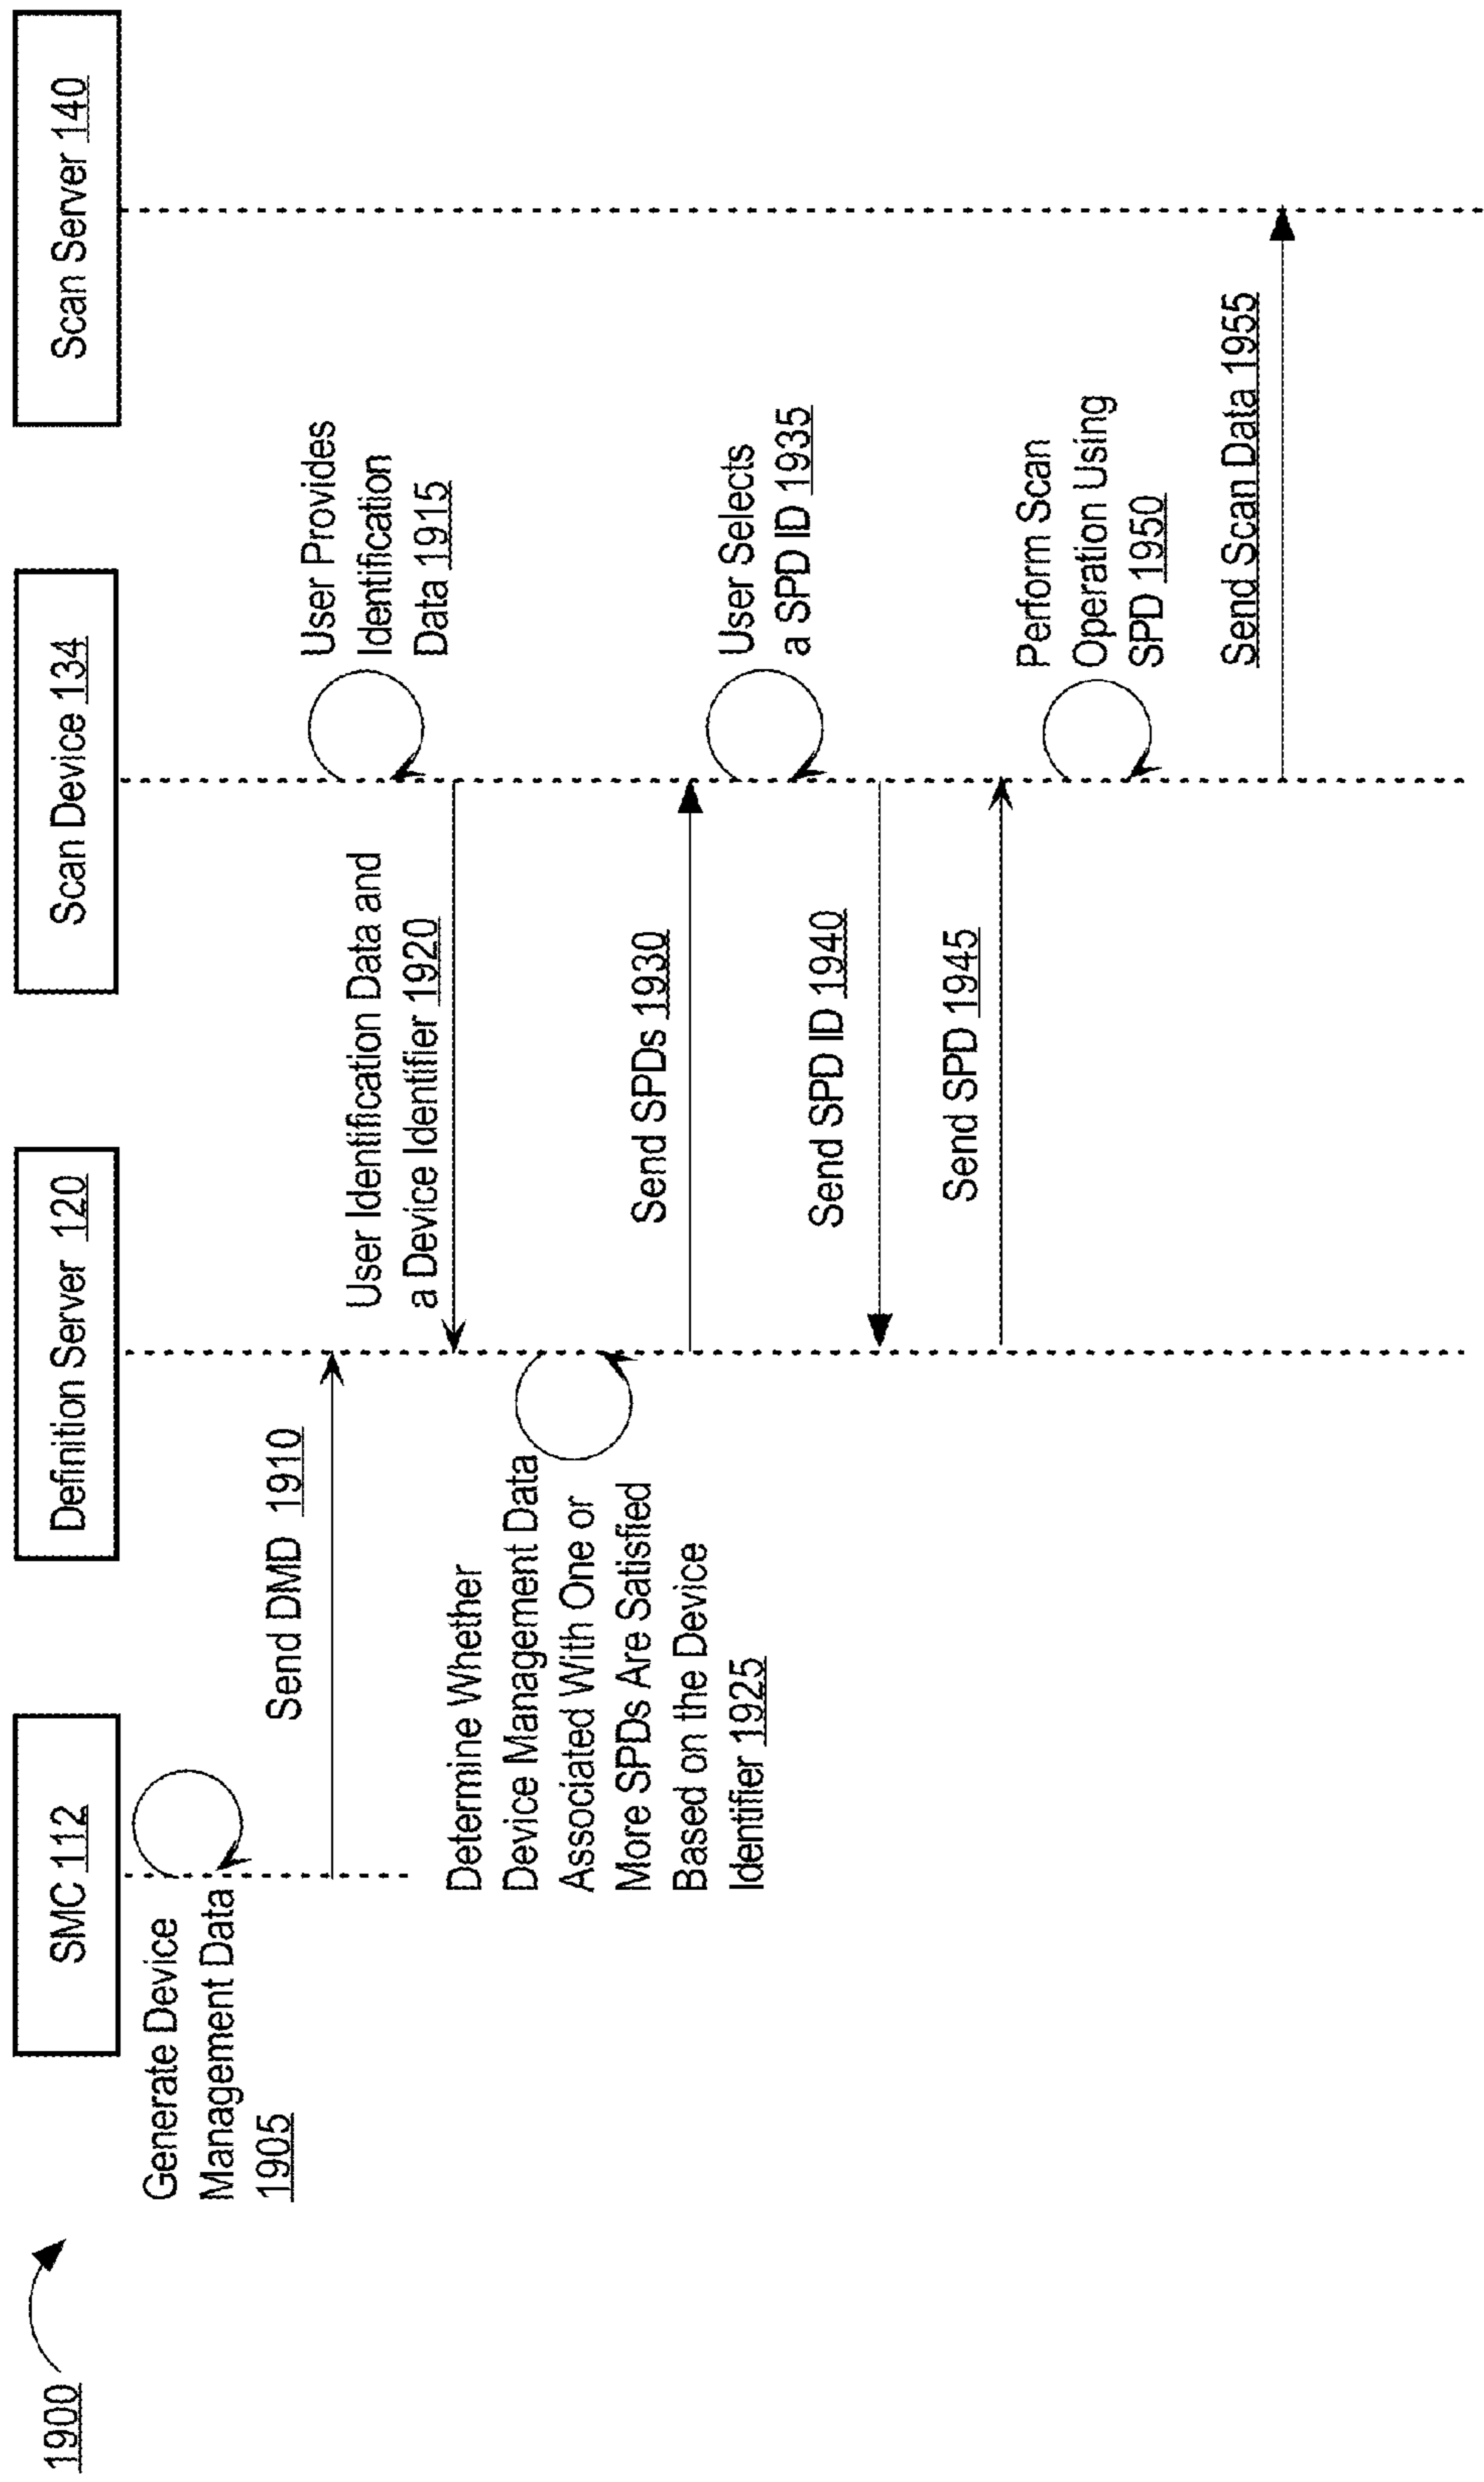 1900
SMC 112
Definition Server 120
Scan Device 134
Scan Server 140
Generate Device
Management Data
1905
Send DMD 1910
User Provides
Identification
Data 1915
User Identification Data and
a Device Identifier 1920
Determine Whether
Device Management Data
Associated With One or
More SPDs Are Satisfied
Based on the Device
Identifier 1925
Send SPDs 1930
User Selects
a SPD ID 1935
Send SPD ID 1940
Send SPD 1945
Perform Scan
Operation Using
SPD 1950
Send Scan Data 1955